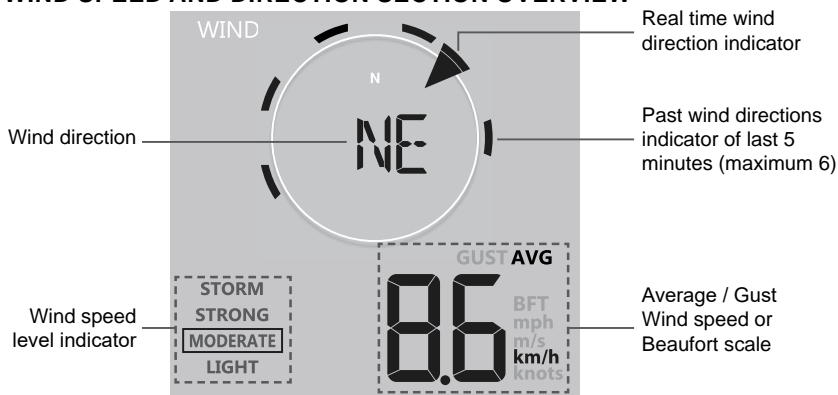 WIND SPEED AND DIRECTION SECTION OVERVIEW
WIND
Real time wind
direction indicator
N
Wind direction
NE
Past wind directions
indicator of last 5
minutes (maximum 6)
GUST AVG
STORM
STRONG
MODERATE
LIGHT
Wind speed
level indicator
8.6
BFT
mph
m/s
km/h
knots
Average / Gust
Wind speed or
Beaufort scale